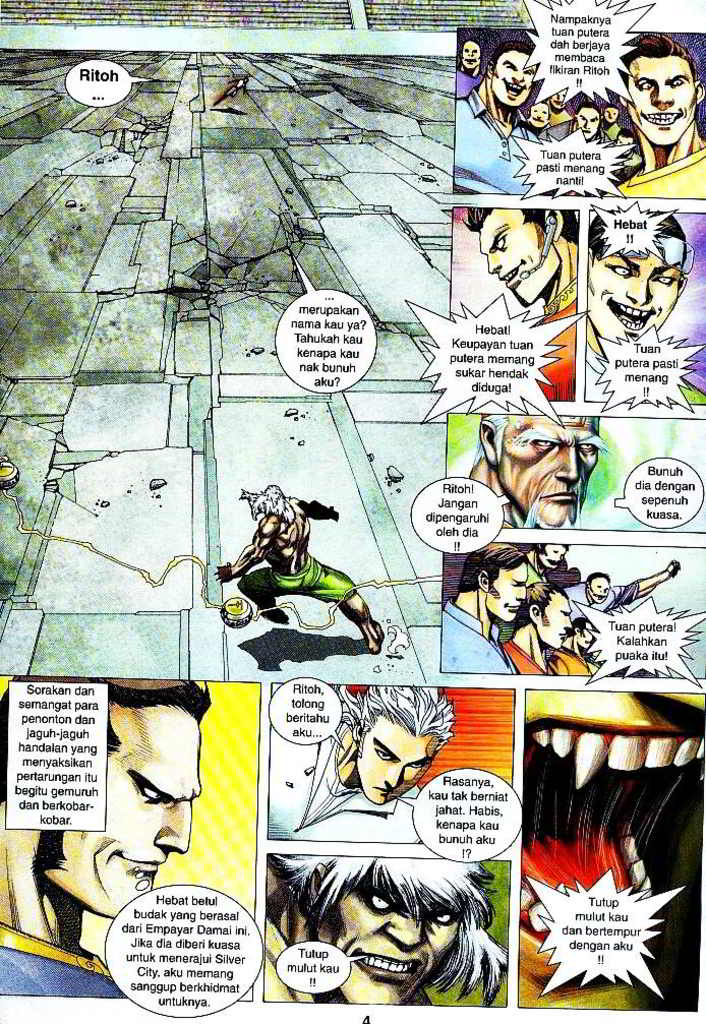 Ritoh
...
...
merupakan
nama kau ya?
Tahukah kau
kenapa kau
nak bunuh
aku?
Nampaknya
tuan putera
dah berjaya
membaca
fikiran Ritoh
!!
Tuan putera
pasti menang
nanti!
Hebat!
Keupayan tuan
putera memang
sukar hendak
diduga!
Hebat
!!
Tuan
putera pasti
menang
!!
Ritoh!
Jangan
dipengaruhi
oleh dia
!!
Bunuh
dia dengan
sepenuh
kuasa.
Tuan putera!
Kalahkan
puaka itu!
Sorakan dan
semangat para
penonton dan
jaguh-jaguh
handalan yang
menyaksikan
pertarungan itu
begitu gemuruh
dan berkobar-
kobar.
Hebat belul
budak yang berasal
dari Empayar Damai ini.
Jika dia diberi kuasa
untuk menerajui Silver
City, aku memang
sanggup berkhidmat
untuknya.
Ritoh,
tolong
beritahu
aku...
Rasanya,
kau tak berniat
jahat. Habis,
kenapa kau
bunuh aku
!?
Tutup
mulut kau
!!
Tutup
mulut kau
dan bertempur
dengan aku
!!
4